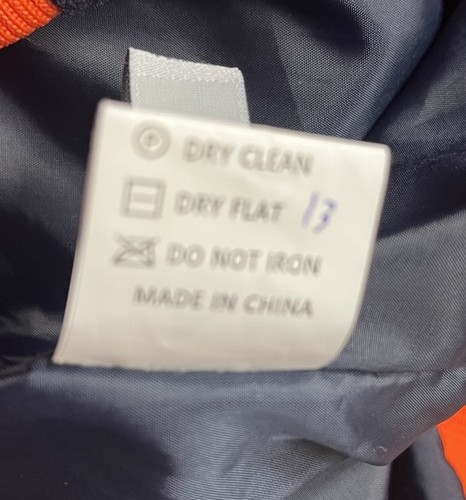 DRY CLEAN
DRY FLAT 13
DO NOT IRON
MADE IN CHINA